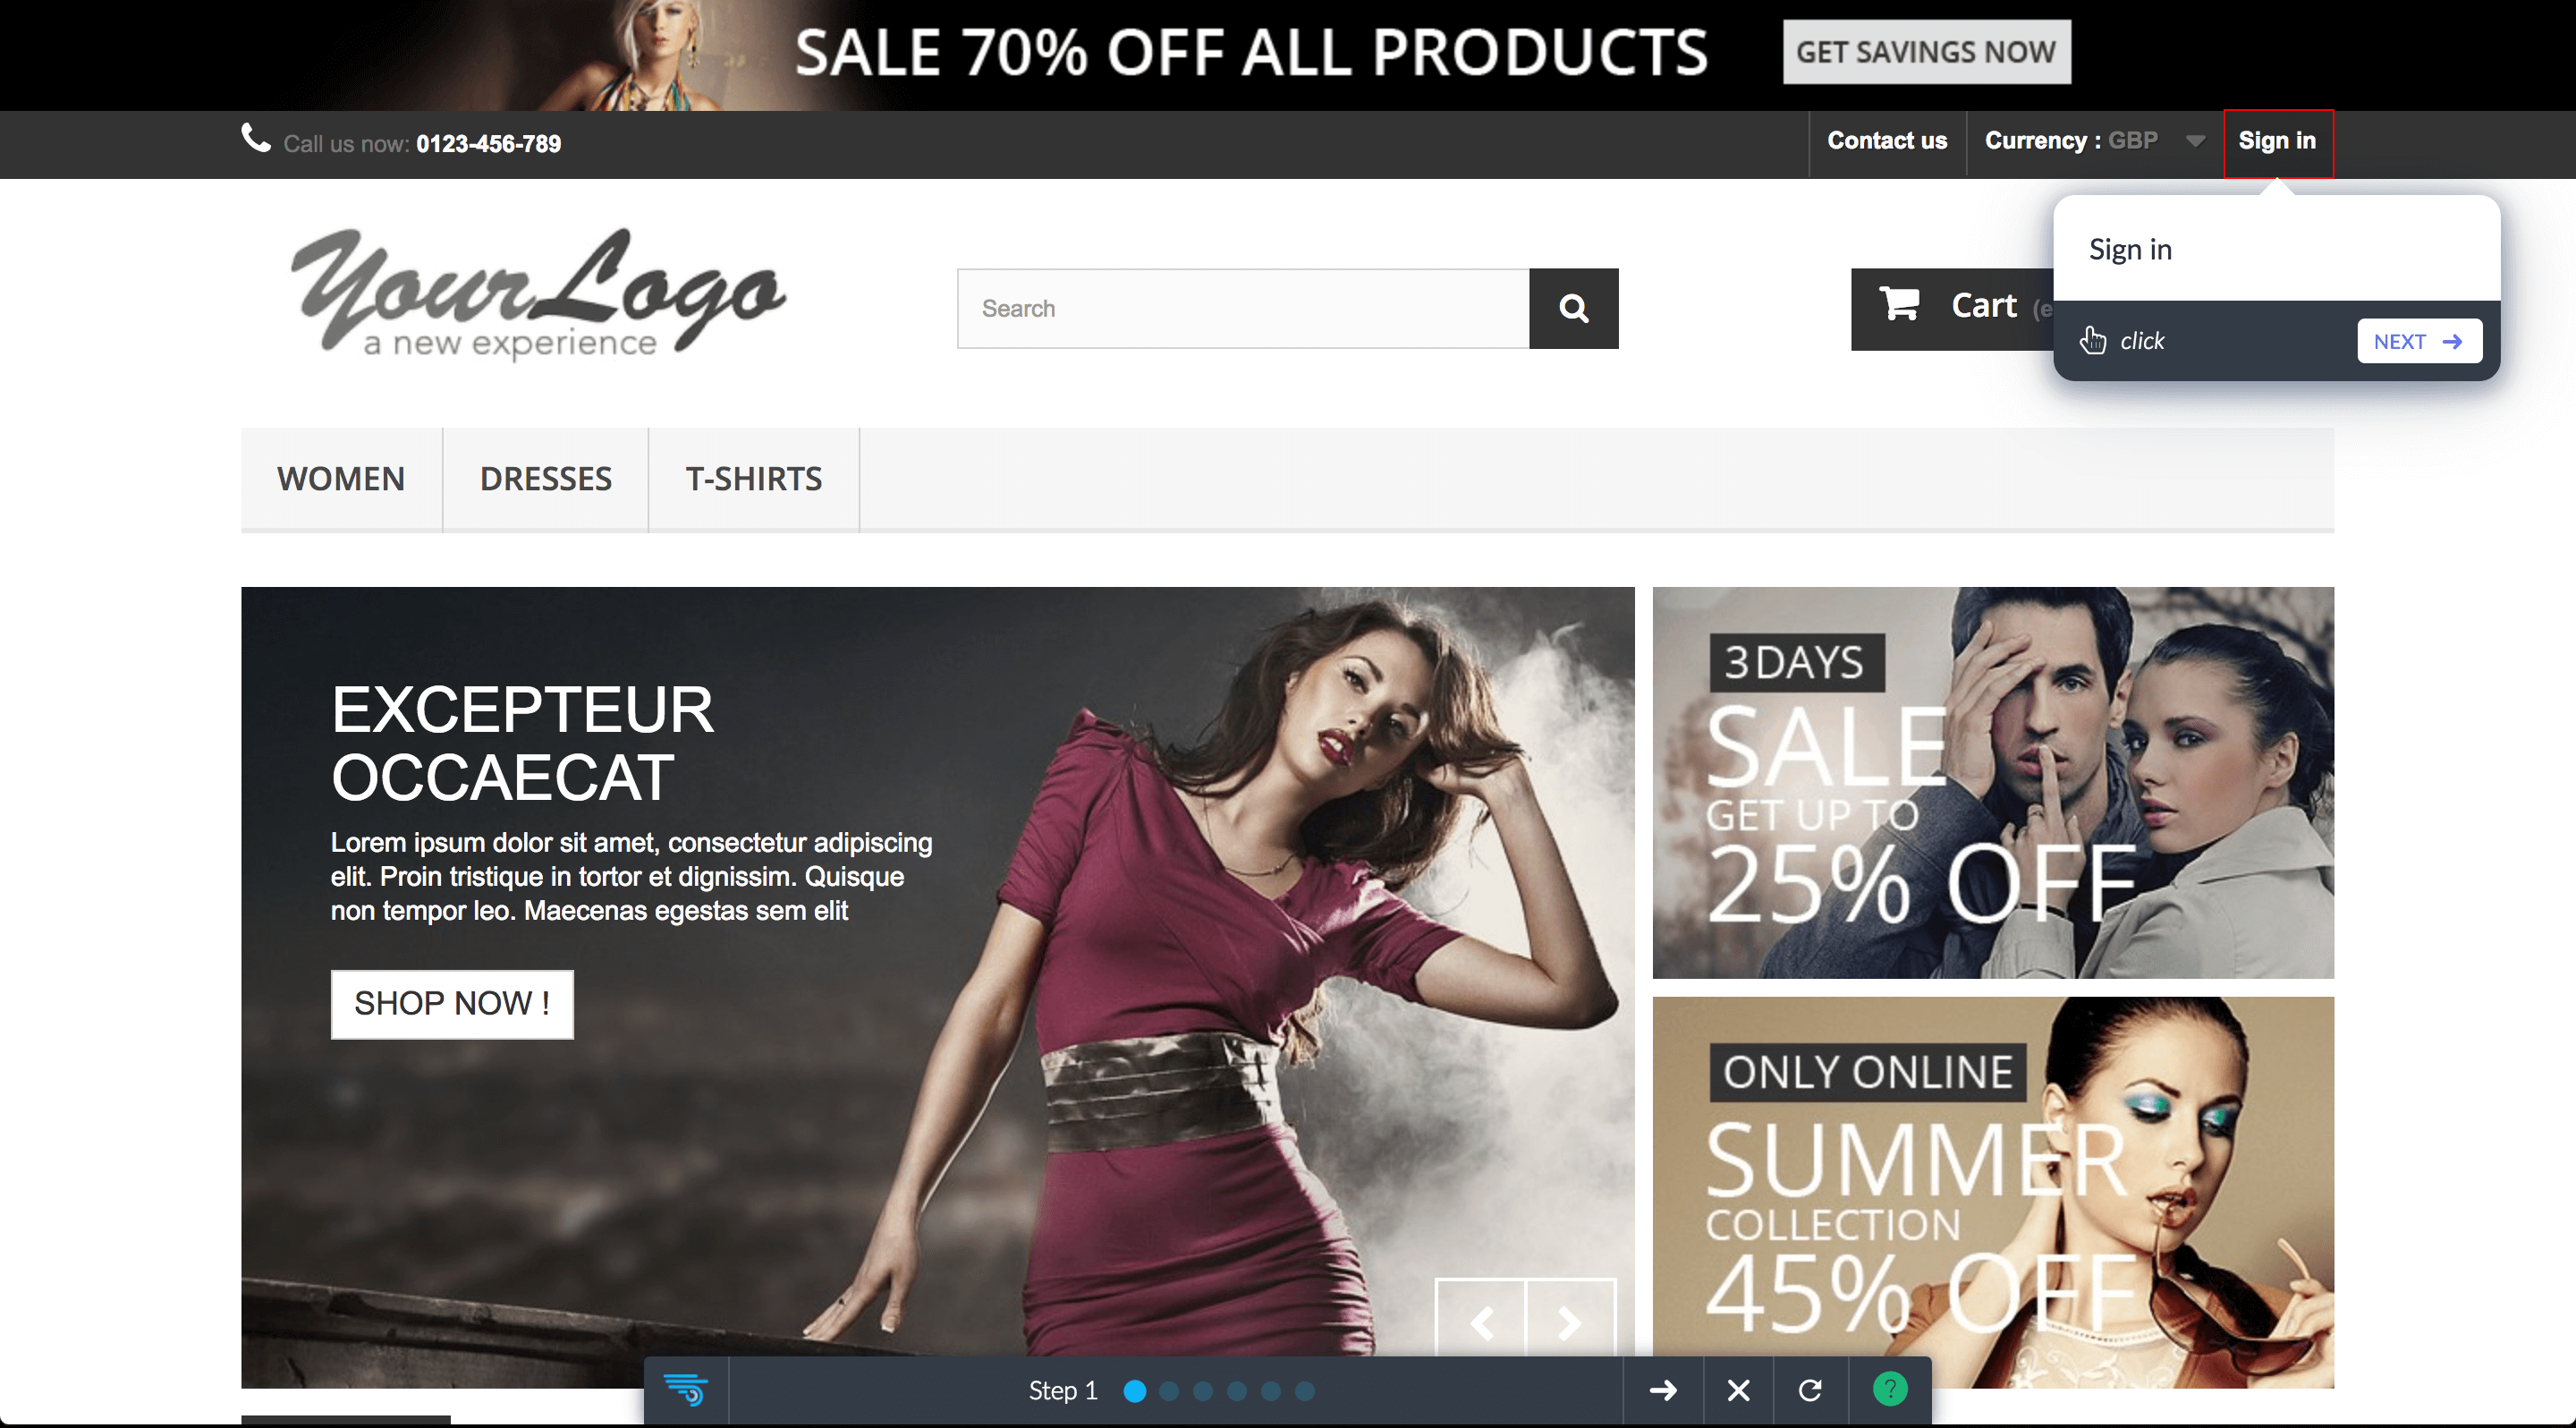 SALE 70% OFF ALL PRODUCTS
GET SAVINGS NOW
Call us now: 0123-456-789
Contact us
Currency : GBP
Sign in
YourLogo
a new experience
Search
Cart (e
Sign in
click
NEXT
WOMEN
DRESSES
T-SHIRTS
EXCEPTEUR
OCCAECAT
Lorem ipsum dolor sit amet, consectetur adipiscing
elit. Proin tristique in tortor et dignissim. Quisque
non tempor leo. Maecenas egestas sem elit
SHOP NOW !
3 DAYS
SALE
GET UP TO
25% OFF
ONLY ONLINE
SUMMER
COLLECTION
45% OFF
Step 1
?